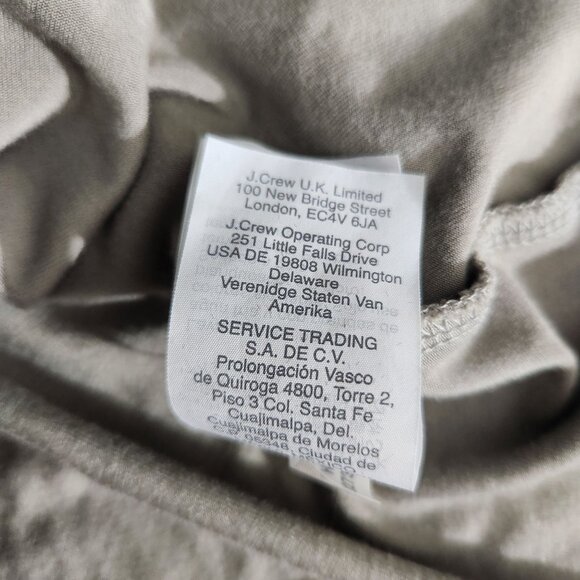 J.Crew U.K. Limited
100 New Bridge Street
London, EC4V 6JA
J.Crew Operating Corp
251 Little Falls Drive
USA DE 19808 Wilmington
Delaware
Verenidge Staten Van
Amerika
SERVICE TRADING
S.A. DE C.V.
Prolongación Vasco
de Quiroga 4800, Torre 2,
Piso 3 Col. Santa Fe
Cuajimalpa, Del.
Cuajimalpa de Morelos
Ciudad de